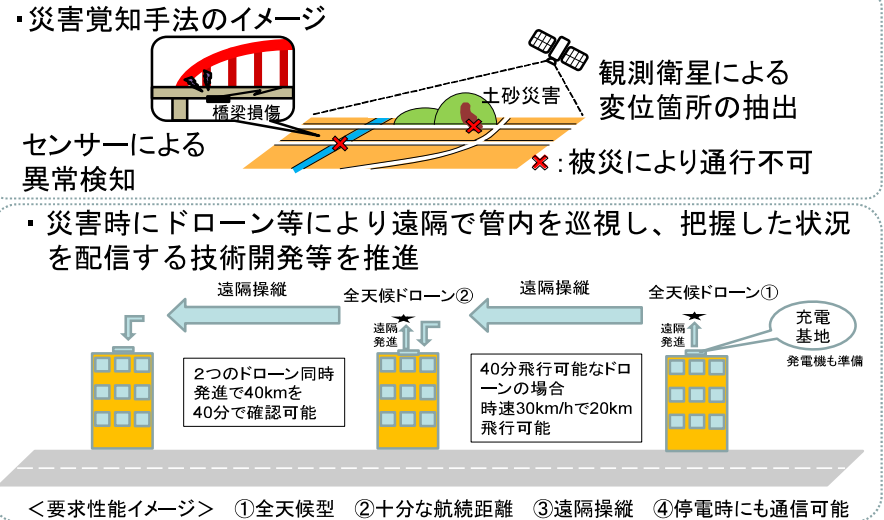 ・災害覚知手法のイメージ
橋梁損傷
土砂災害
観測衛星による
変位箇所の抽出
センサーによる
異常検知
×:被災により通行不可
・災害時にドローン等により遠隔で管内を巡視し、把握した状況
を配信する技術開発等を推進
遠隔操縦
全天候ドローン②
遠隔操縦
全天候ドローン①
遠隔
発進
遠隔
発進
充電
基地
発電機も準備
2つのドローン同時
発進で40kmを
40分で確認可能
40分飛行可能なドロ
ーンの場合
時速30km/hで20km
飛行可能
<要求性能イメージ> ①全天候型 ②十分な航続距離 ③遠隔操縦 ④停電時にも通信可能